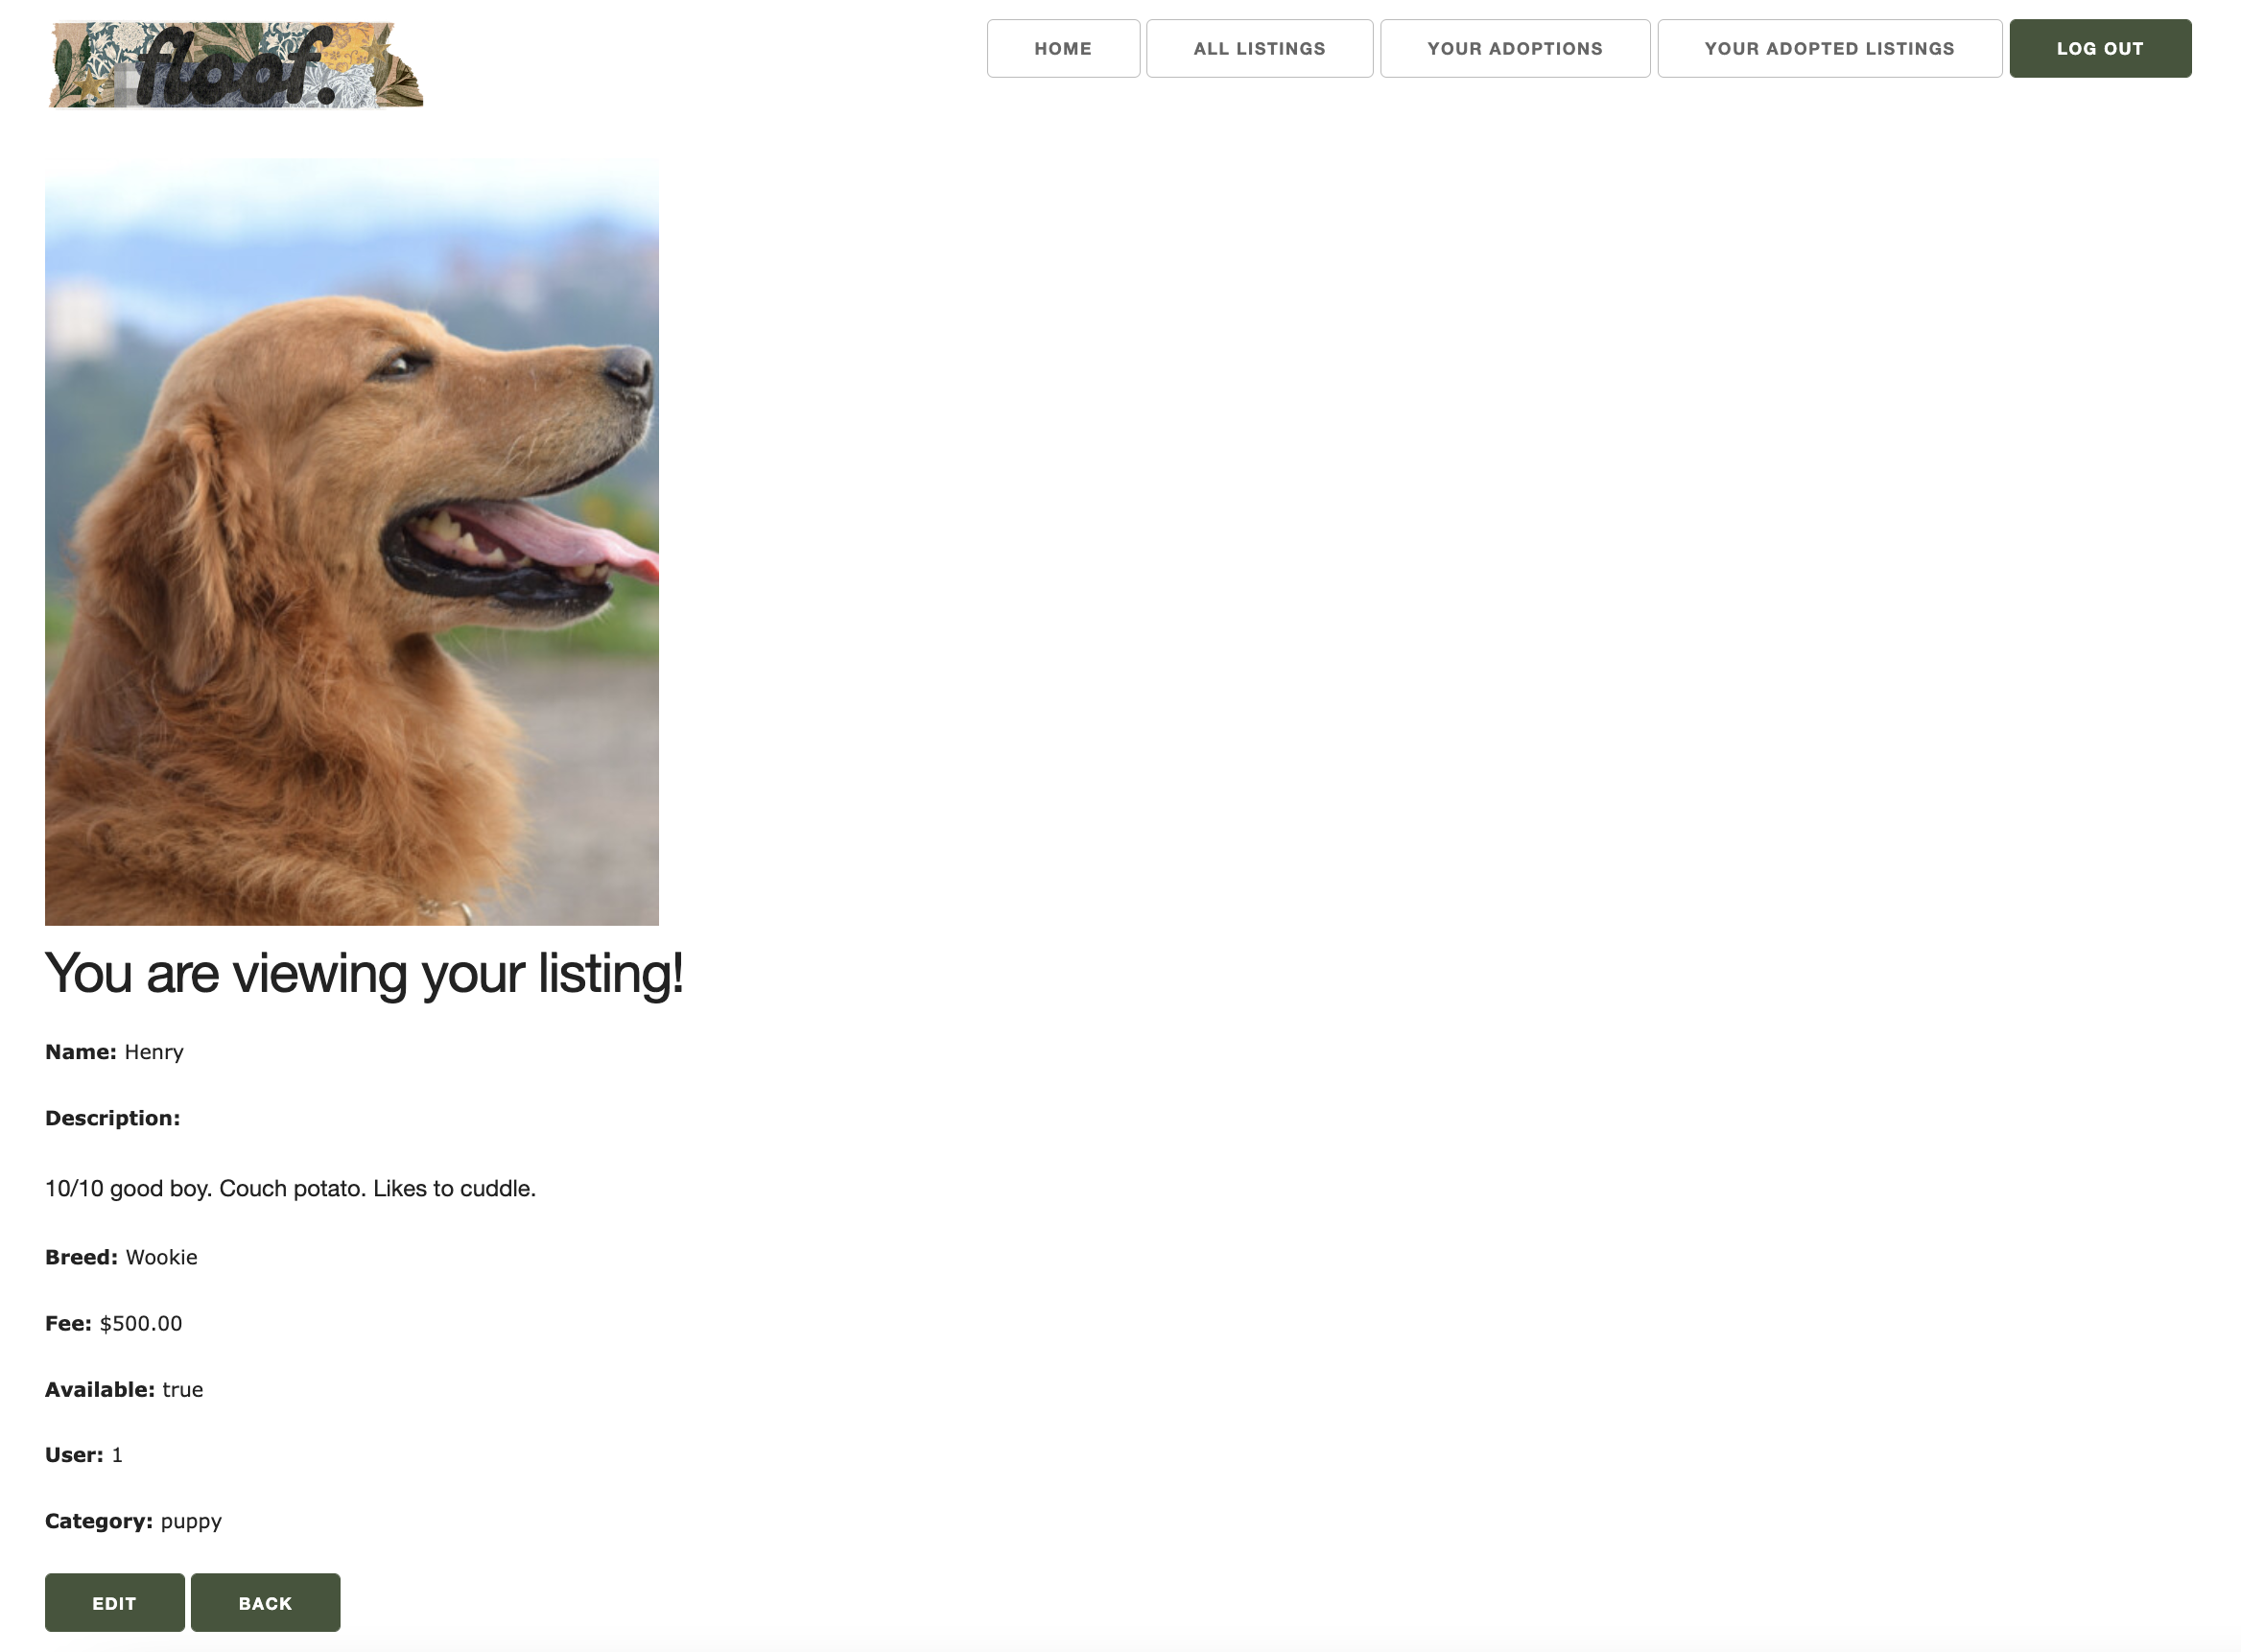 floof.
HOME ALL LISTINGS YOUR ADOPTIONS YOUR ADOPTED LISTINGS LOG OUT
You are viewing your listing!
Name: Henry
Description:
10/10 good boy. Couch potato. Likes to cuddle.
Breed: Wookie
Fee: $500.00
Available: true
User: 1
Category: puppy
EDIT BACK